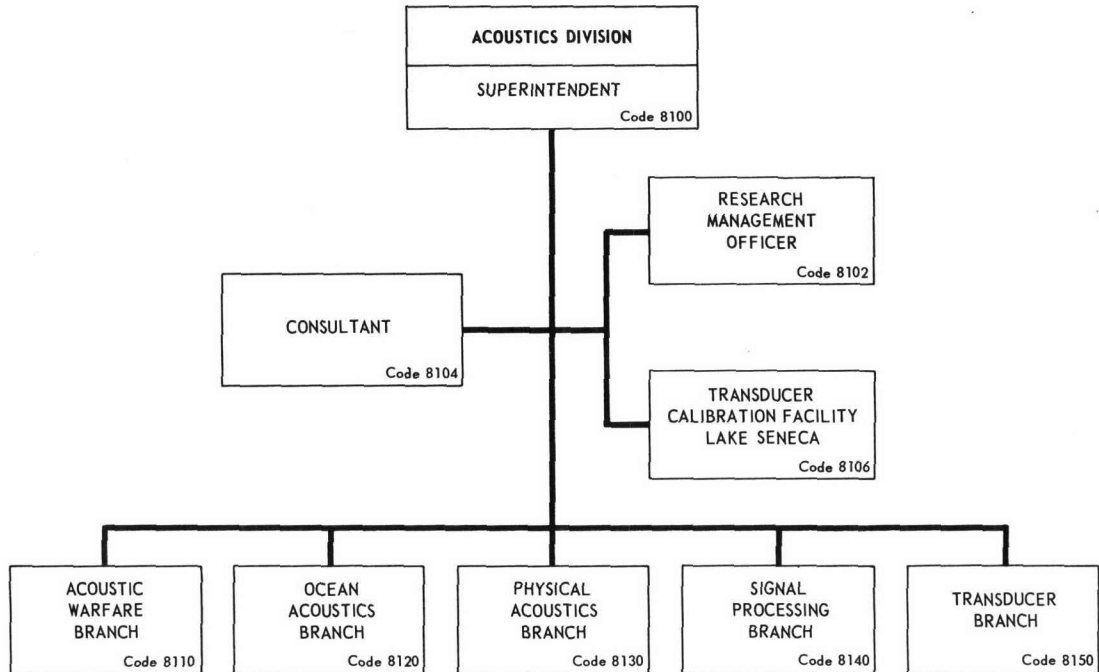 ACOUSTICS DIVISION
SUPERINTENDENT
Code 8100
RESEARCH
MANAGEMENT
OFFICER
Code 8102
CONSULTANT
Code 8104
TRANSDUCER
CALIBRATION FACILITY
LAKE SENECA
Code 8106
ACOUSTIC
WARFARE
BRANCH
Code 8110
OCEAN
ACOUSTICS
BRANCH
Code 8120
PHYSICAL
ACOUSTICS
BRANCH
Code 8130
SIGNAL
PROCESSING
BRANCH
Code 8140
TRANSDUCER
BRANCH
Code 8150